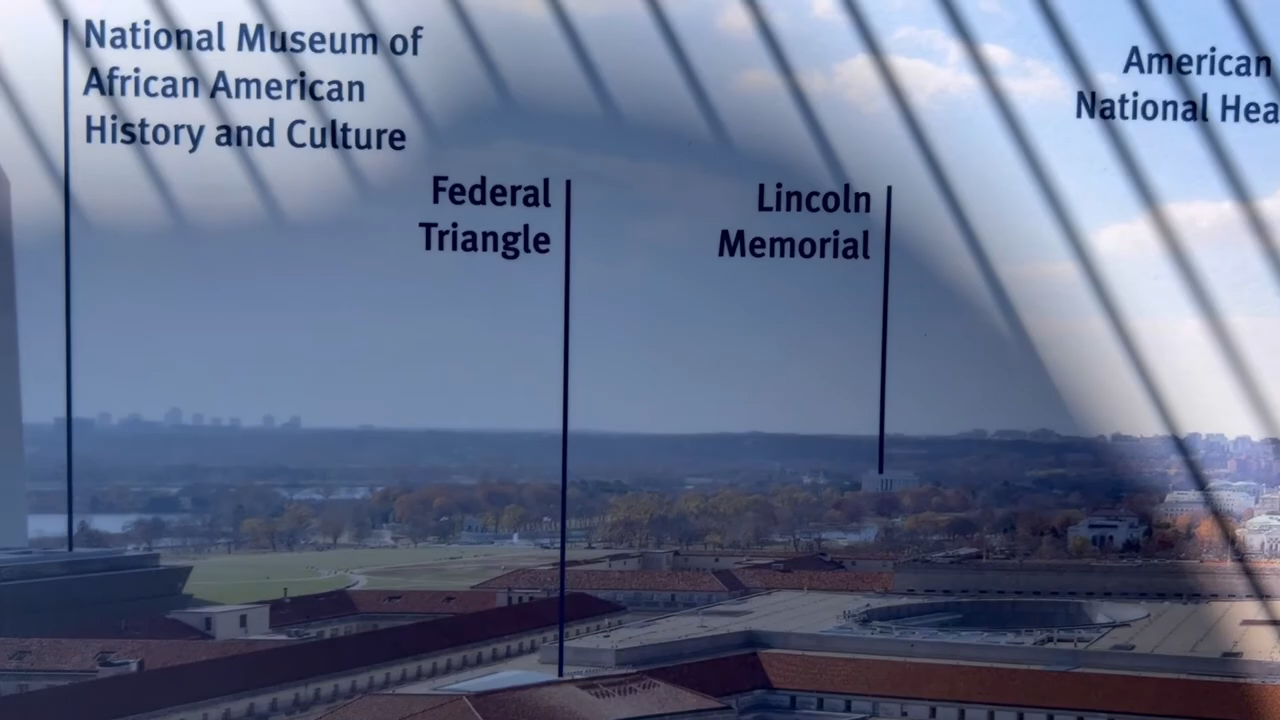 National Museum of
African American
History and Culture
Federal
Triangle
Lincoln
Memorial
American
National Hea